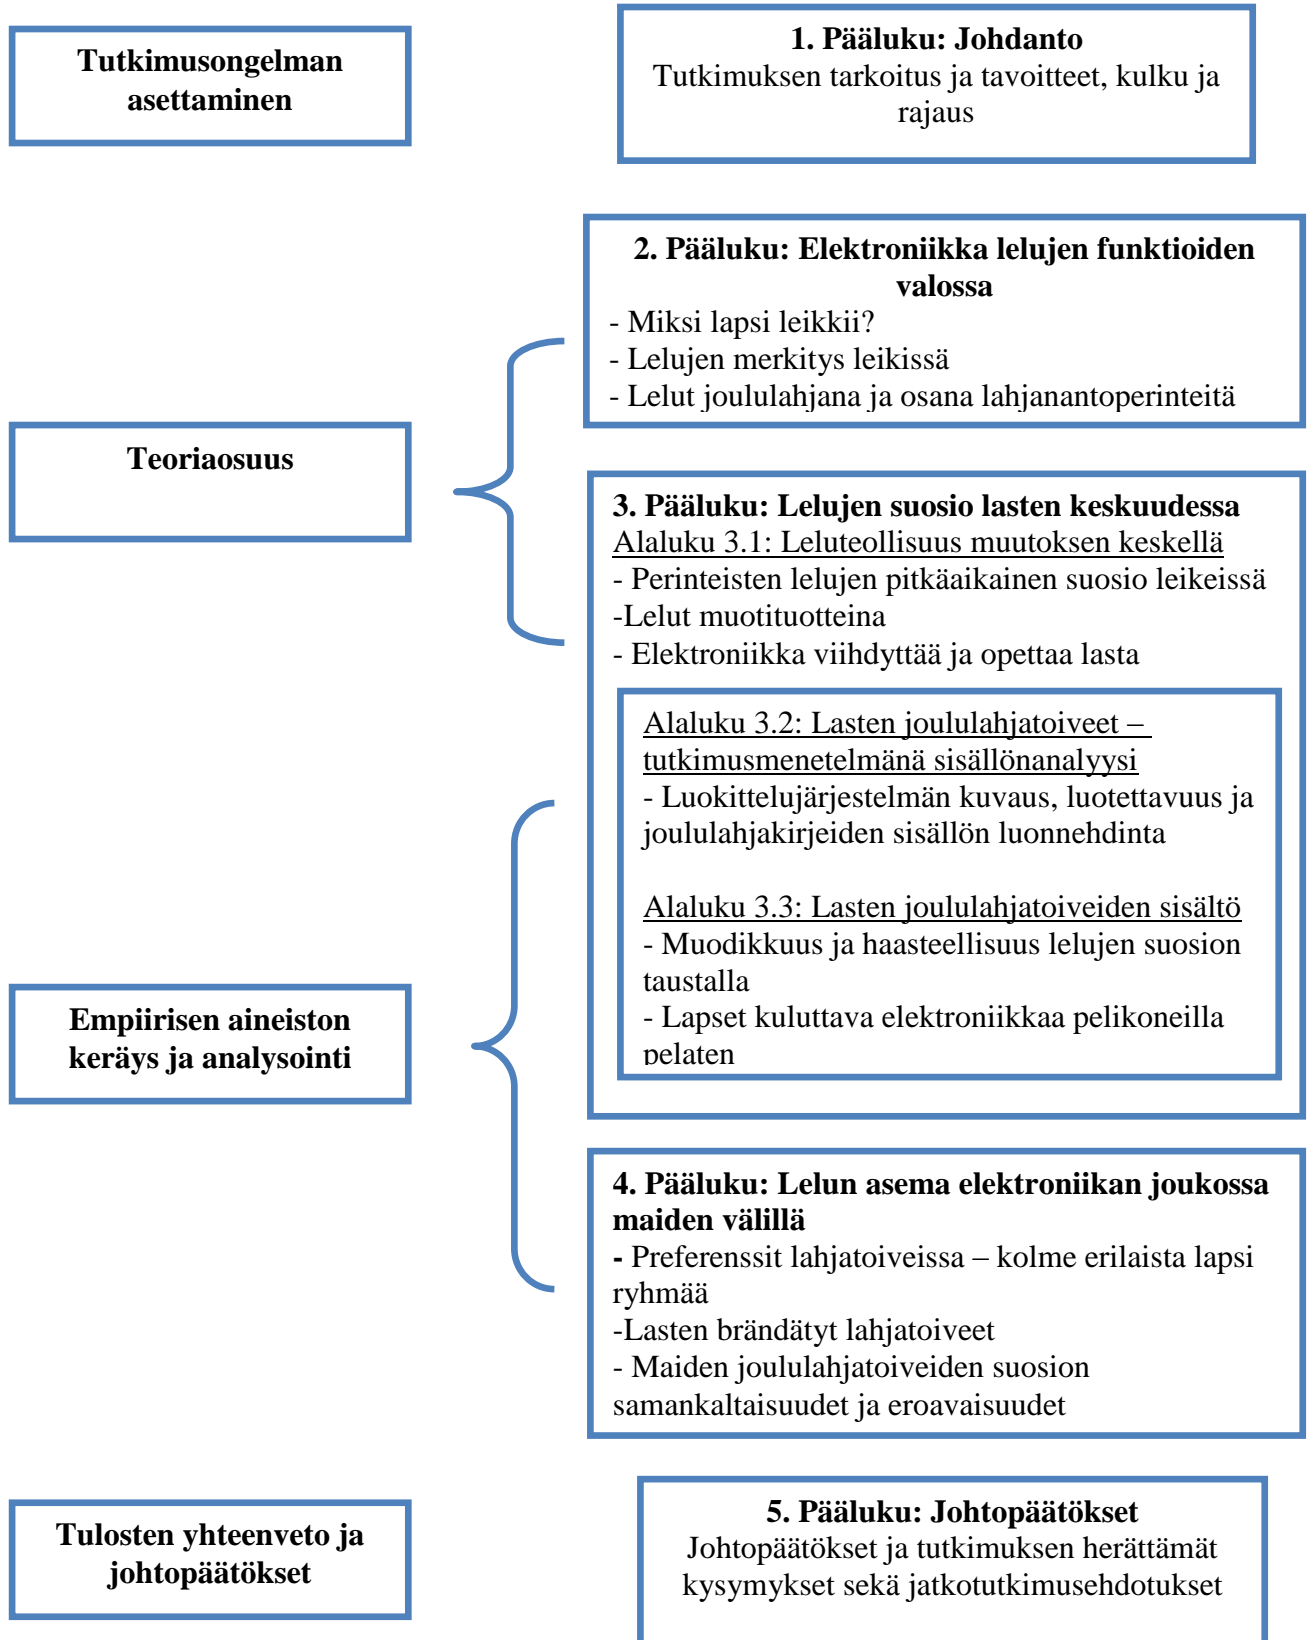 Tutkimusongelman
asettaminen
1. Pääluku: Johdanto
Tutkimuksen tarkoitus ja tavoitteet, kulku ja
rajaus
2. Pääluku: Elektroniikka lelujen funktioiden
valossa
- Miksi lapsi leikkii?
- Lelujen merkitys leikissä
- Lelut joululahjana ja osana lahjanantoperinteitä
Teoriaosuus
3. Pääluku: Lelujen suosio lasten keskuudessa
Alaluku 3.1: Leluteollisuus muutoksen keskellä
- Perinteisten lelujen pitkäaikainen suosio leikeissä
-Lelut muotituotteina
- Elektroniikka viihdyttää ja opettaa lasta
Alaluku 3.2: Lasten joululahjatoiveet –
tutkimusmenetelmänä sisällönanalyysi
- Luokittelujärjestelmän kuvaus, luotettavuus ja
joululahjakirjeiden sisällön luonnehdinta
Alaluku 3.3: Lasten joululahjatoiveiden sisältö
- Muodikkuus ja haasteellisuus lelujen suosion
taustalla
- Lapset kuluttava elektroniikkaa pelikoneilla
pelaten
Empiirisen aineiston
keräys ja analysointi
4. Pääluku: Lelun asema elektroniikan joukossa
maiden välillä
- Preferenssit lahjatoiveissa – kolme erilaista lapsi
ryhmää
-Lasten brändätyt lahjatoiveet
- Maiden joululahjatoiveiden suosion
samankaltaisuudet ja eroavaisuudet
Tulosten yhteenveto ja
johtopäätökset
5. Pääluku: Johtopäätökset
Johtopäätökset ja tutkimuksen herättämät
kysymykset sekä jatkotutkimusehdotukset